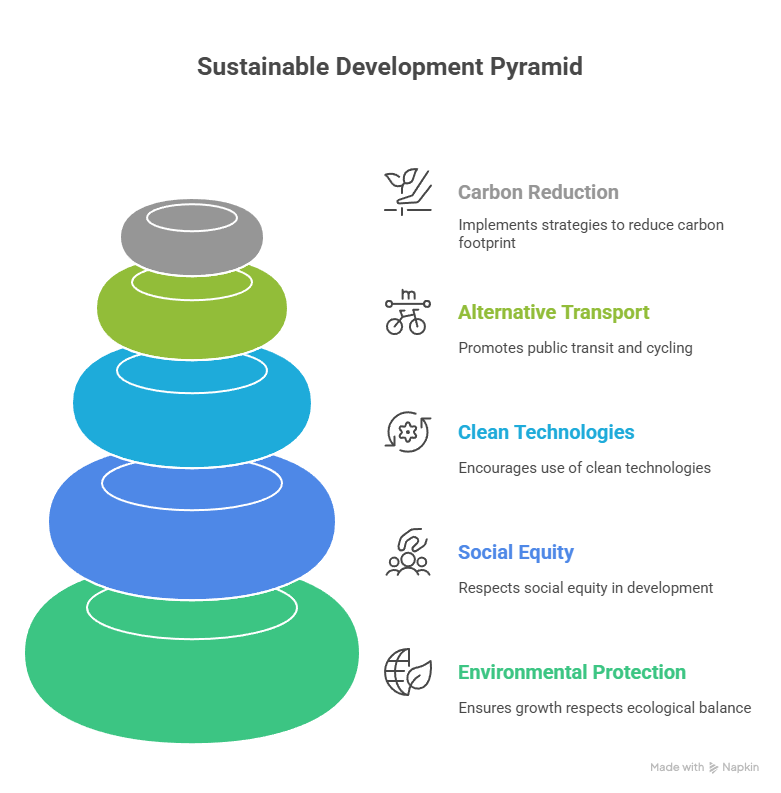 Sustainable Development Pyramid
Carbon Reduction
Implements strategies to reduce carbon
footprint
m
Alternative Transport
Promotes public transit and cycling
Clean Technologies
Encourages use of clean technologies
Social Equity
Respects social equity in development
Environmental Protection
Ensures growth respects ecological balance
Made with Napkin